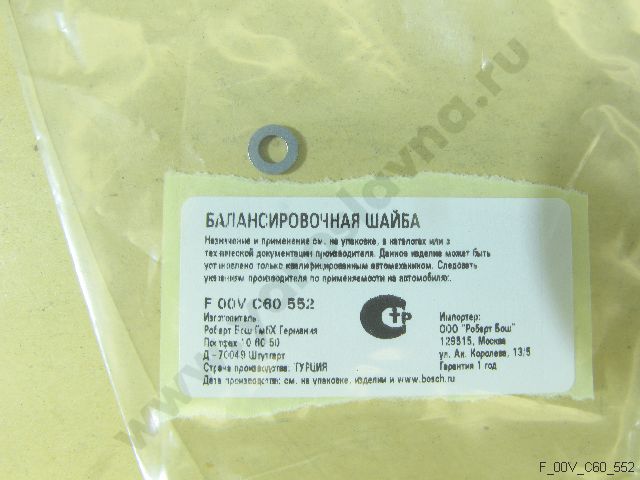 БАЛАНСИРОВОЧНАЯ ШАЙБА
Назначение и применение см. на упаковке, в каталогах или в
технической документации производителя. Данное изделие может быть
установлено только квалифицированным автомехаником. Следовать
указаниям производителя по применяемости на автомобилях.
F 00V C60 552
Изготовитель:
Роберт Бош ГмбХ Германия
Постфах 10 60 50
Д - 70049 Штутгарт
Страна производства: ТУРЦИЯ
Дата производства: см. на упаковке, изделии и www.bosch.ru
Импортер:
ООО "Роберт Бош"
129515, Москва
ул. Ак. Королева, 13/5
Гарантия 1 год
F_00V_C60_552